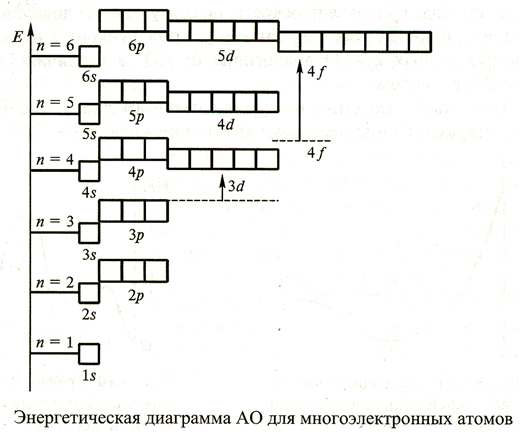 E
n = 6
6s
6p
5d
4f
n = 5
5s
5p
4d
4f
n = 4
4s
4p
3d
n = 3
3s
3p
n = 2
2s
2p
n = 1
1s
Энергетическая диаграмма АО для многоэлектронных атомов